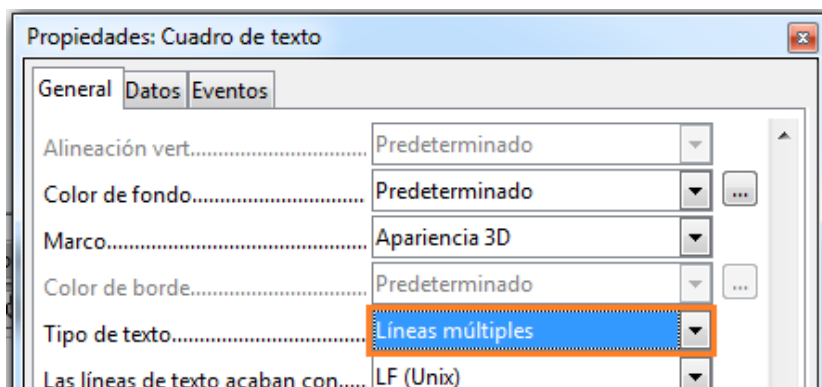 Propiedades: Cuadro de texto
General Datos Eventos
Alineación vert................................ Predeterminado
Color de fondo............................... Predeterminado ...
Marco............................................. Apariencia 3D
Color de borde............................... Predeterminado ...
Tipo de texto.................................. Líneas múltiples
Las líneas de texto acaban con..... LF (Unix)